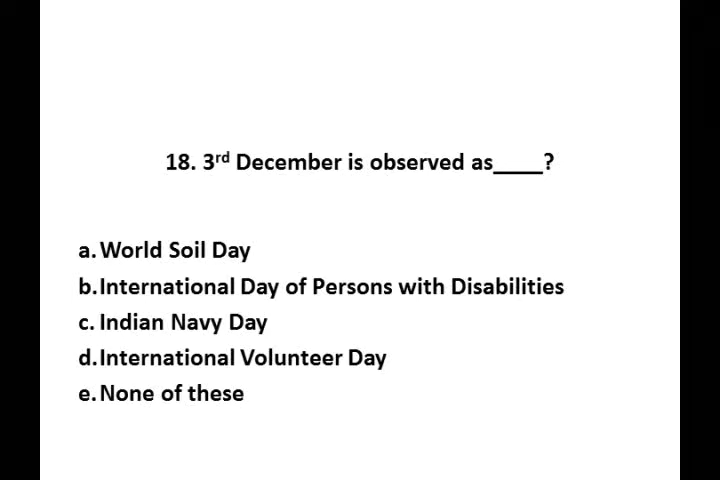 18. 3rd December is observed as____?
a. World Soil Day
b. International Day of Persons with Disabilities
c. Indian Navy Day
d. International Volunteer Day
e. None of these